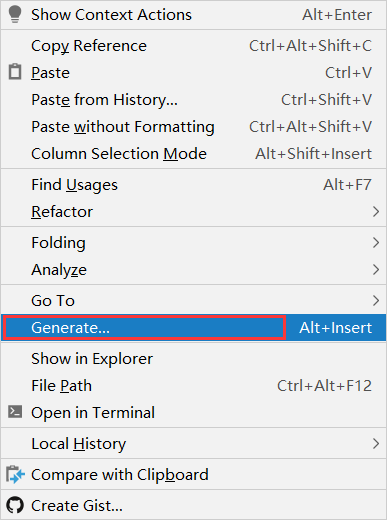 Show Context Actions Alt+Enter
Copy Reference Ctrl+Alt+Shift+C
Paste Ctrl+V
Paste from History... Ctrl+Shift+V
Paste without Formatting Ctrl+Alt+Shift+V
Column Selection Mode Alt+Shift+Insert
Find Usages Alt+F7
Refactor
Folding
Analyze
Go To
Generate... Alt+Insert
Show in Explorer
File Path Ctrl+Alt+F12
Open in Terminal
Local History
Compare with Clipboard
Create Gist...